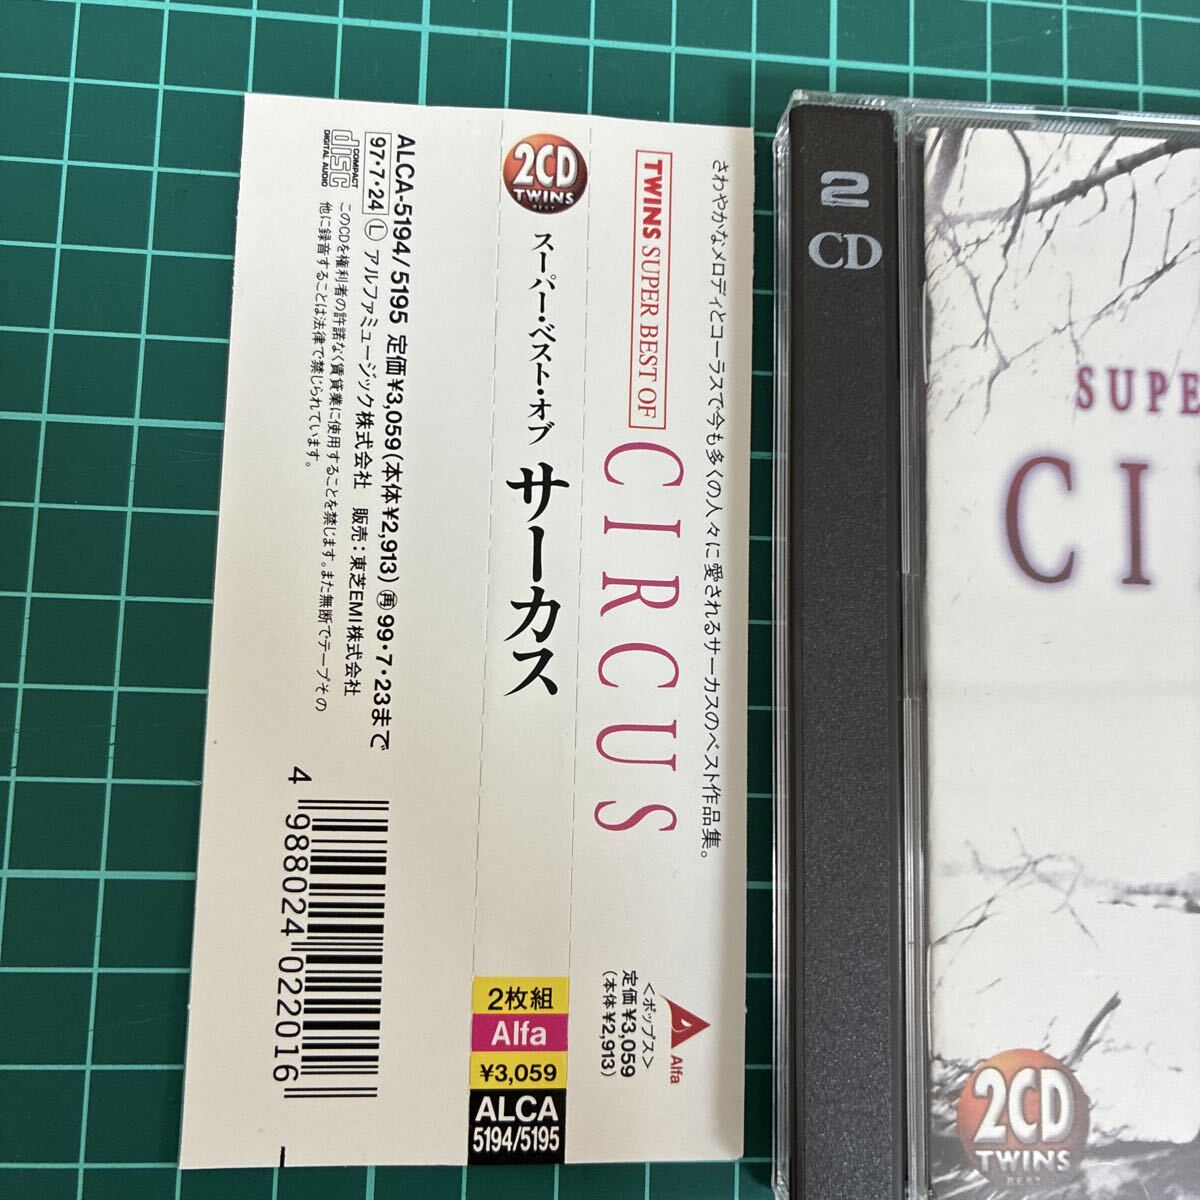 さわやかなメロディとコーラスで今も多くの人々に愛されるサーカスのベスト作品集。
TWINS SUPER BEST OF
CIRCUS
Alfa
〈ポップス〉
定価¥3,059
(本体¥2,913)
2CD
TWINS
BEST
スーパー・ベスト・オブ サーカス
2枚組
Alfa
¥3,059
ALCA
5194/5195
ALCA-5194/5195 定価¥3,059(本体¥2,913)再99・7・23まで
97・7・24 Ⓛ アルファミュージック株式会社 販売：東芝EMI株式会社
COMPACT
disc
DIGITAL AUDIO
このCDを権利者の許諾なく賃貸業に使用することを禁じます。また無断でテープその
他に録音することは法律で禁じられています。
4 988024 022016
2
CD
SUPE
CI
2CD
TWINS
BEST